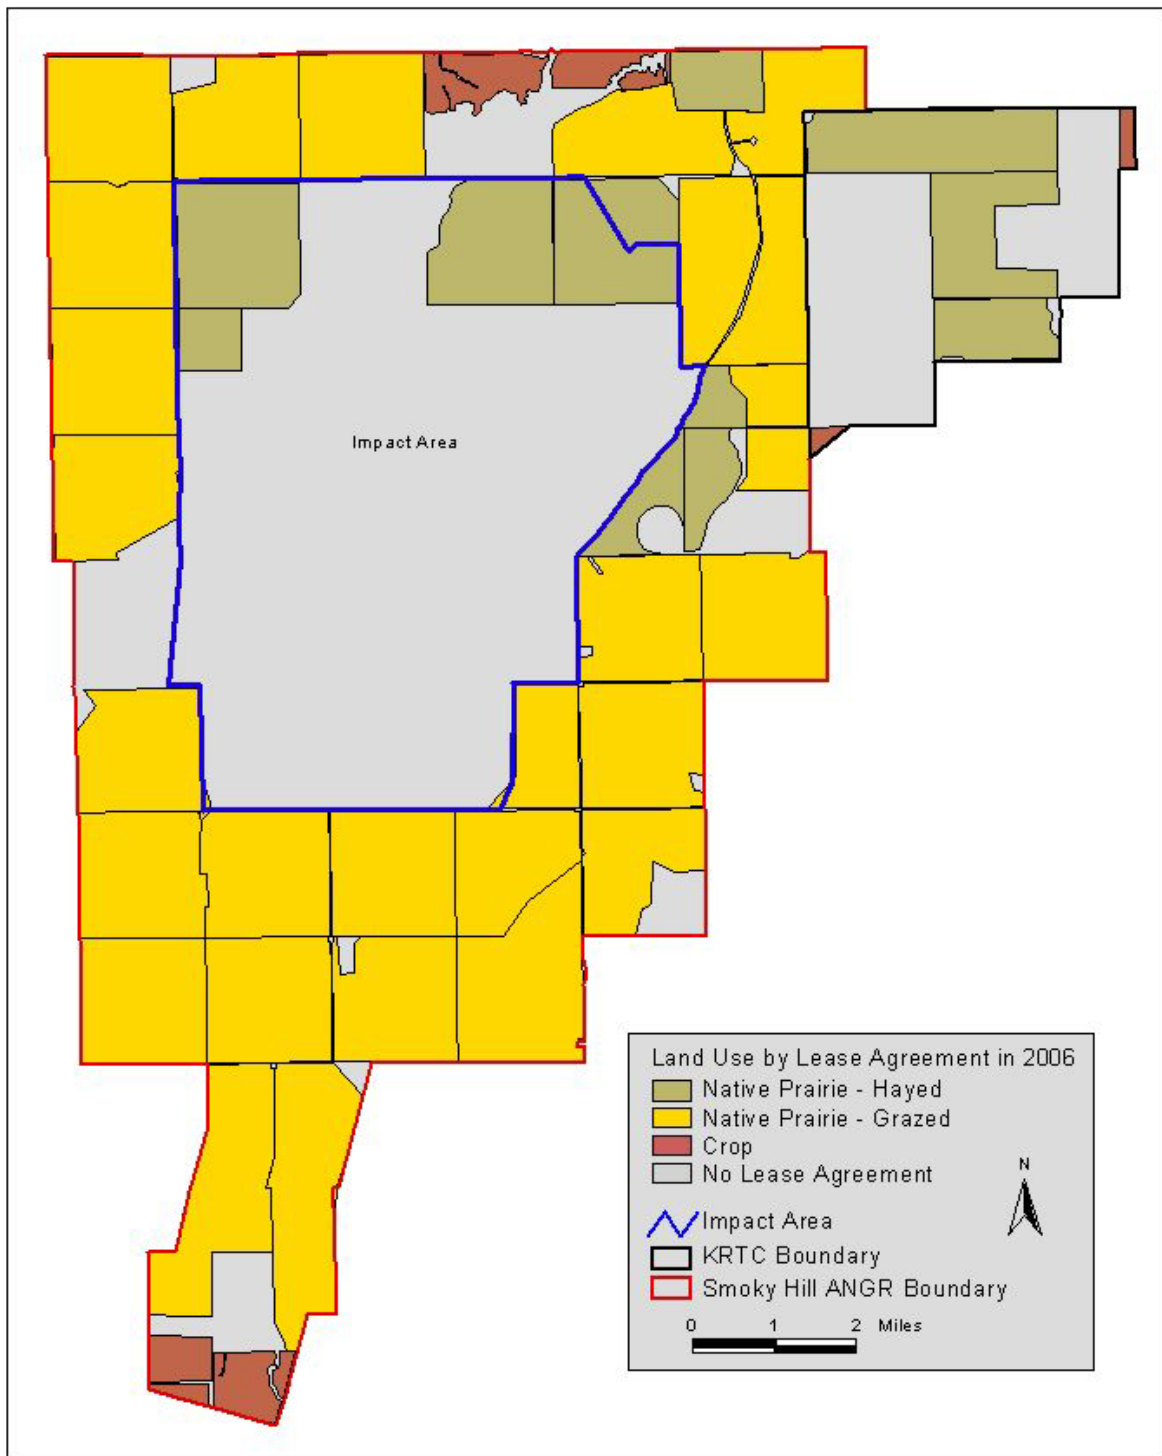 Impact Area
Land Use by Lease Agreement in 2006
Native Prairie - Hayed
Native Prairie - Grazed
Crop
No Lease Agreement
N
Impact Area
KRTC Boundary
Smoky Hill ANGR Boundary
0 1 2 Miles